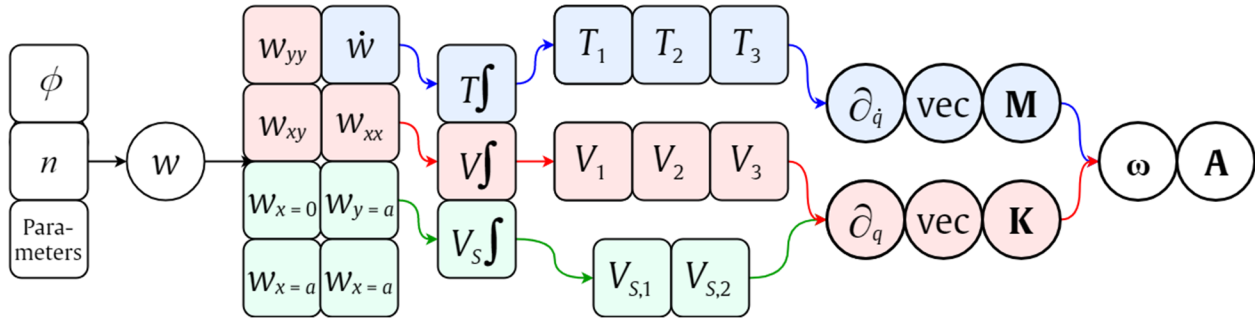 ϕ
n
Para-
meters
w
w_yy ẇ
w_xy w_xx
w_x = 0 w_y = a
w_x = a w_x = a
T∫
V∫
V_S∫
T_1 T_2 T_3
V_1 V_2 V_3
V_S,1 V_S,2
∂_q̇ vec M
∂_q vec K
ω A